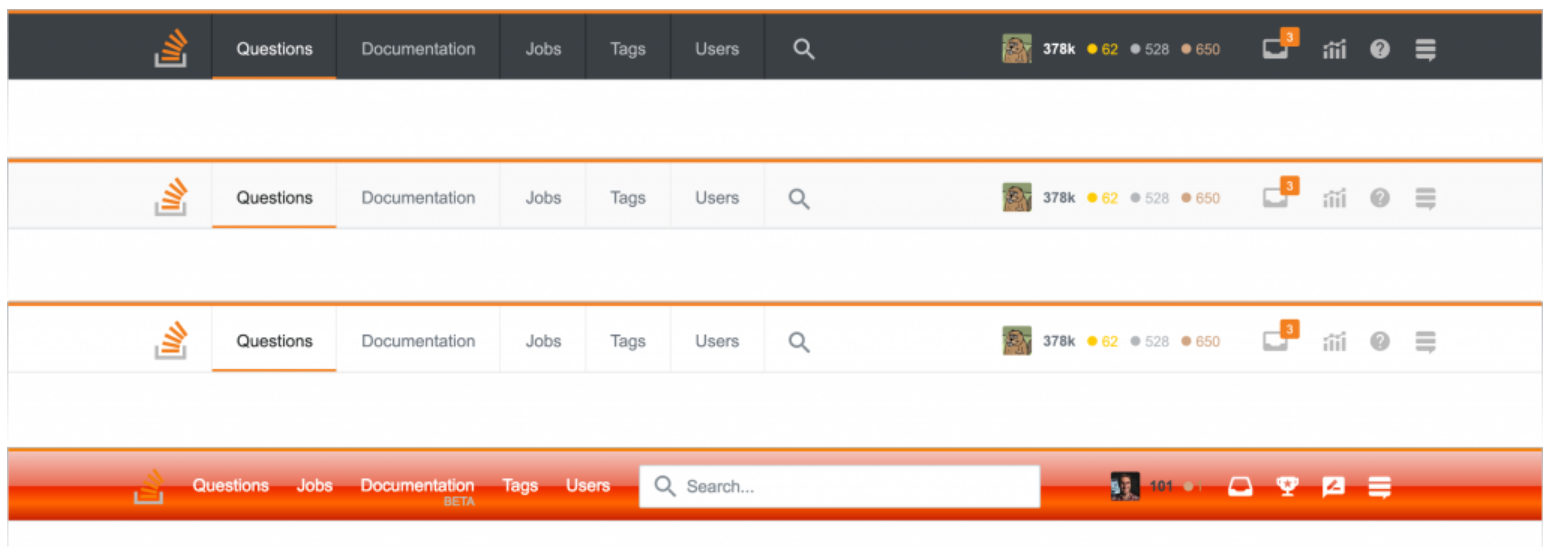 Questions Documentation Jobs Tags Users 378k 62 528 650 3
Questions Documentation Jobs Tags Users 378k 62 528 650 3
Questions Documentation Jobs Tags Users 378k 62 528 650 3
Questions Jobs Documentation Tags Users Search... 101
BETA